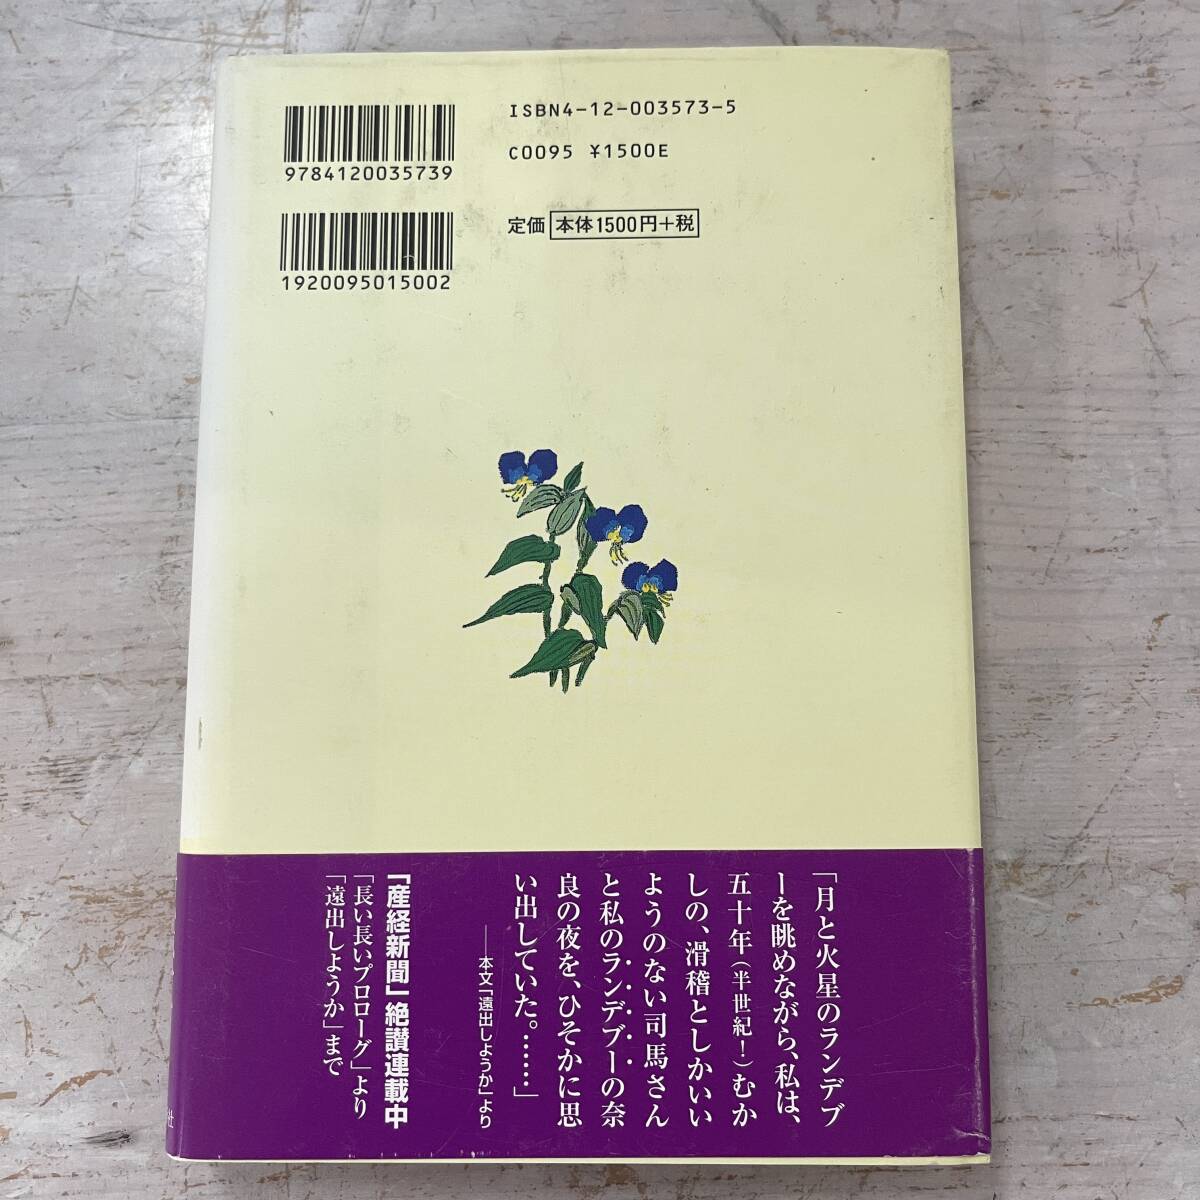 ISBN4-12-003573-5
C0095 ¥1500E
9784120035739
定価 本体1500円+税
1920095015002
「月と火星のランデブ
ーを眺めながら、私は、
五十年（半世紀！）むか
しの、滑稽としかいい
ようのない司馬さん
と私のランデブーの奈
良の夜を、ひそかに思
い出していた。……」
――本文「遠出しようか」より
「産経新聞」絶讃連載中
「長い長いプロローグ」より
「遠出しようか」まで
社